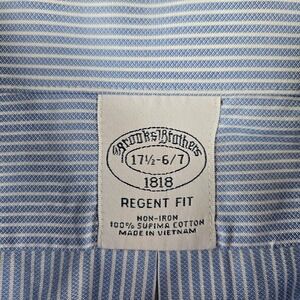 Brooks Brothers
17½-6/7
1818
REGENT FIT
NON-IRON
100% SUPIMA COTTON
MADE IN VIETNAM